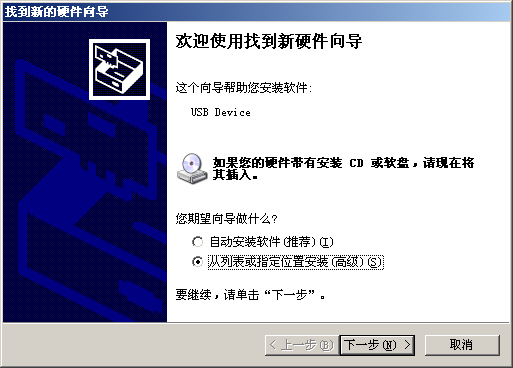 找到新的硬件向导
欢迎使用找到新硬件向导
这个向导帮助您安装软件:
USB Device
如果您的硬件带有安装 CD 或软盘，请现在将
其插入。
您期望向导做什么?
自动安装软件(推荐)(I)
从列表或指定位置安装(高级)(S)
要继续，请单击“下一步”。
< 上一步(B)
下一步(N) >
取消